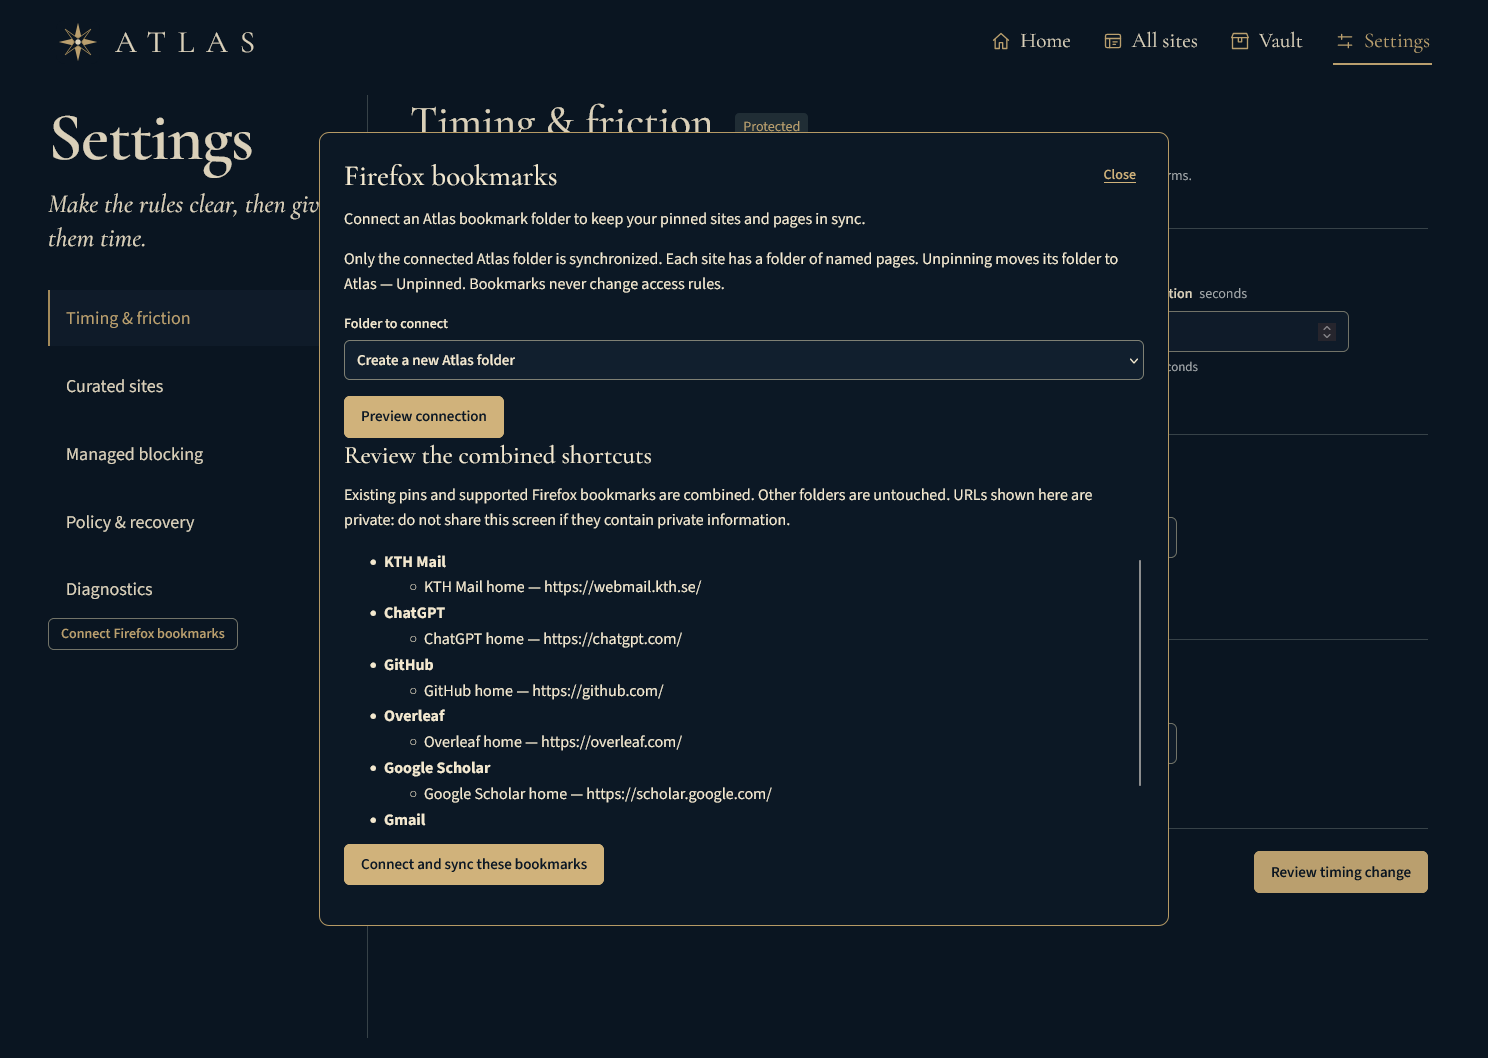 ATLAS
Home
All sites
Vault
Settings
Settings
Make the rules clear, then giv
them time.
Timing & friction
Curated sites
Managed blocking
Policy & recovery
Diagnostics
Connect Firefox bookmarks
Timing & friction
Protected
rms.
tion seconds
conds
Review timing change
Firefox bookmarks
Close
Connect an Atlas bookmark folder to keep your pinned sites and pages in sync.
Only the connected Atlas folder is synchronized. Each site has a folder of named pages. Unpinning moves its folder to
Atlas — Unpinned. Bookmarks never change access rules.
Folder to connect
Create a new Atlas folder
Preview connection
Review the combined shortcuts
Existing pins and supported Firefox bookmarks are combined. Other folders are untouched. URLs shown here are
private: do not share this screen if they contain private information.
• KTH Mail
○ KTH Mail home — https://webmail.kth.se/
• ChatGPT
○ ChatGPT home — https://chatgpt.com/
• GitHub
○ GitHub home — https://github.com/
• Overleaf
○ Overleaf home — https://overleaf.com/
• Google Scholar
○ Google Scholar home — https://scholar.google.com/
• Gmail
Connect and sync these bookmarks